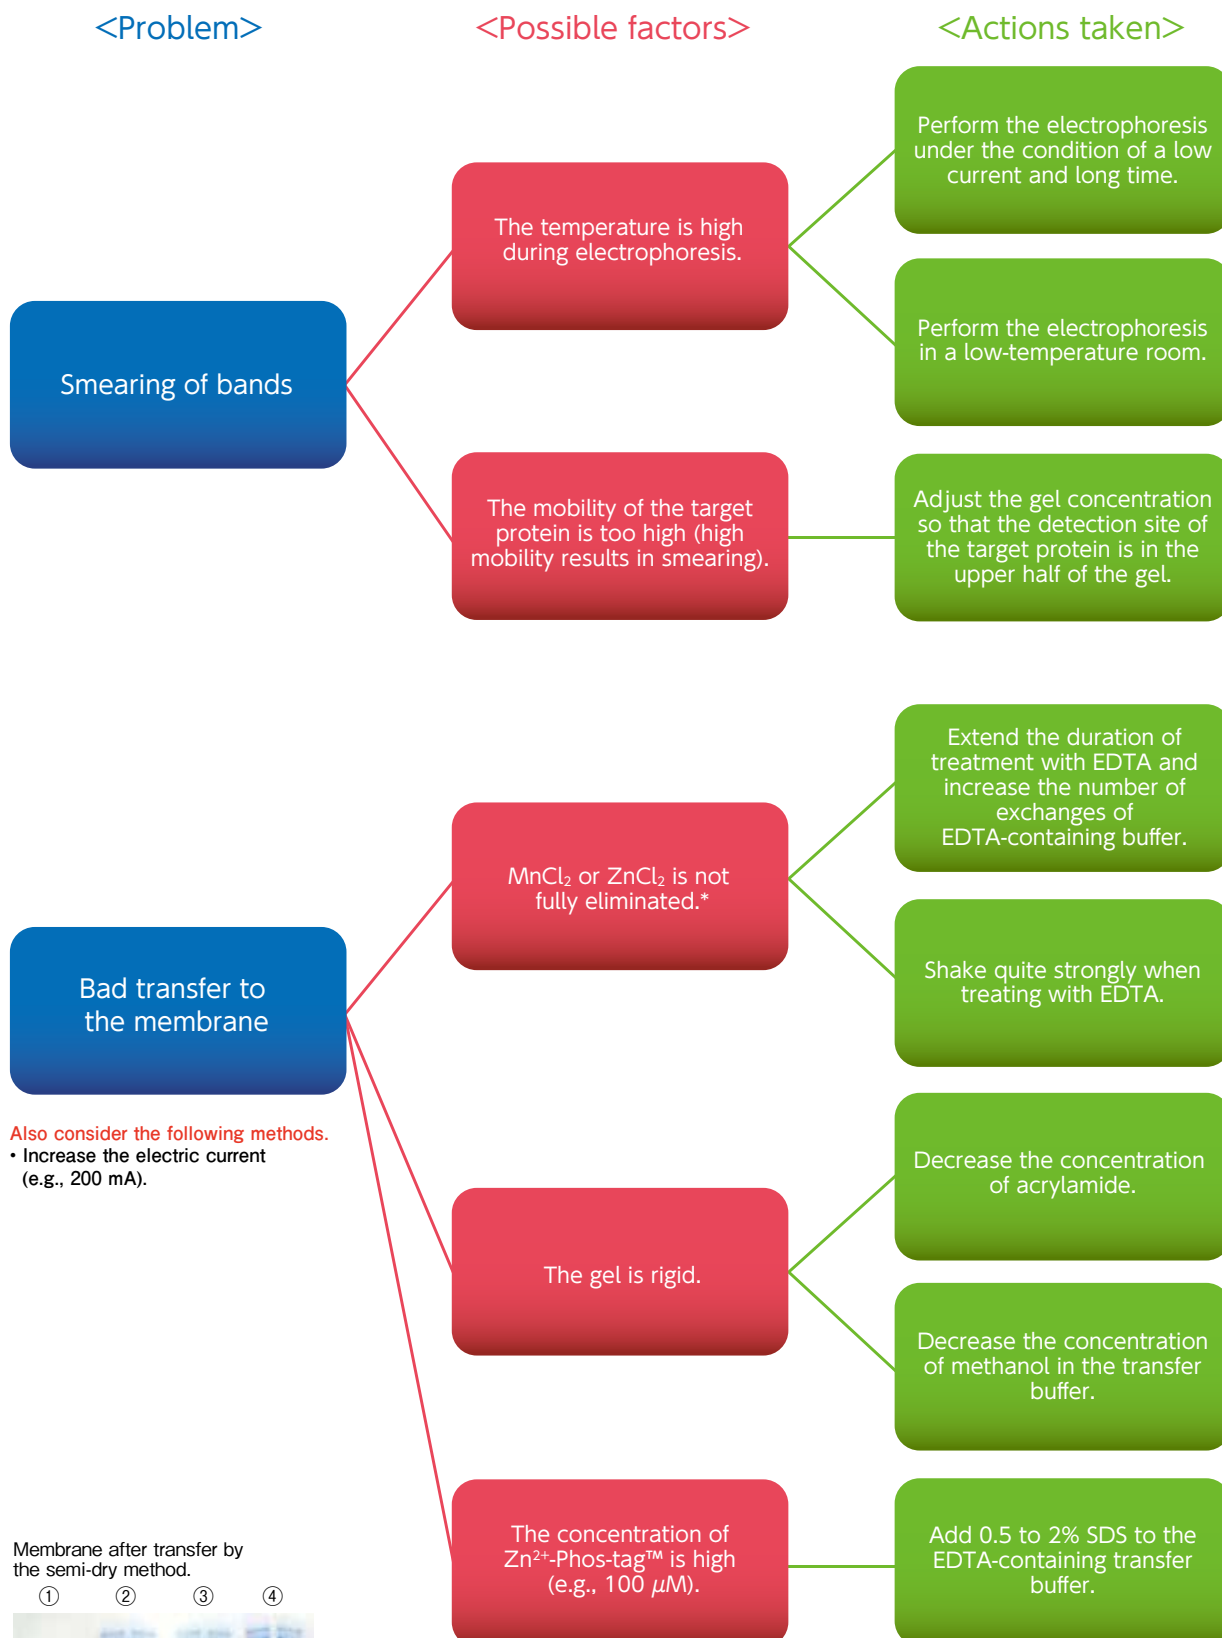 <Problem>
<Possible factors>
<Actions taken>
Smearing of bands
The temperature is high
during electrophoresis.
Perform the electrophoresis
under the condition of a low
current and long time.
Perform the electrophoresis
in a low-temperature room.
The mobility of the target
protein is too high (high
mobility results in smearing).
Adjust the gel concentration
so that the detection site of
the target protein is in the
upper half of the gel.
Bad transfer to
the membrane
Also consider the following methods.
• Increase the electric current
(e.g., 200 mA).
MnCl₂ or ZnCl₂ is not
fully eliminated.*
Extend the duration of
treatment with EDTA and
increase the number of
exchanges of
EDTA-containing buffer.
Shake quite strongly when
treating with EDTA.
The gel is rigid.
Decrease the concentration
of acrylamide.
Decrease the concentration
of methanol in the transfer
buffer.
The concentration of
Zn²⁺-Phos-tag™ is high
(e.g., 100 μM).
Add 0.5 to 2% SDS to the
EDTA-containing transfer
buffer.
Membrane after transfer by
the semi-dry method.
① ② ③ ④